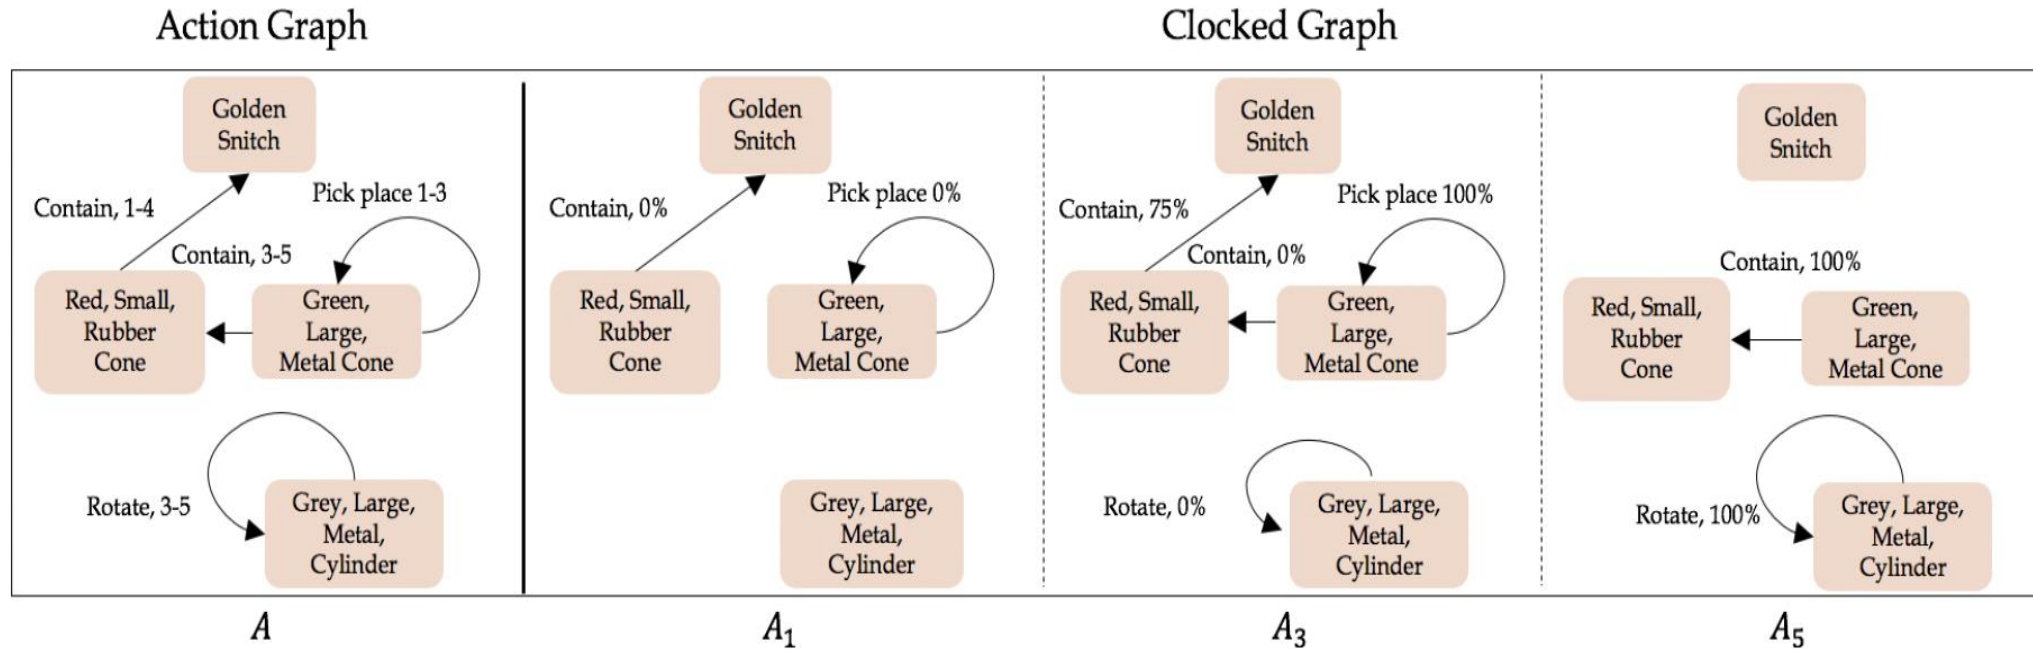 Action Graph
Clocked Graph
Golden
Snitch
Contain, 1-4
Pick place 1-3
Contain, 3-5
Red, Small,
Rubber
Cone
Green,
Large,
Metal Cone
Rotate, 3-5
Grey, Large,
Metal,
Cylinder
A
Golden
Snitch
Contain, 0%
Pick place 0%
Red, Small,
Rubber
Cone
Green,
Large,
Metal Cone
Grey, Large,
Metal,
Cylinder
A₁
Golden
Snitch
Contain, 75%
Pick place 100%
Contain, 0%
Red, Small,
Rubber
Cone
Green,
Large,
Metal Cone
Rotate, 0%
Grey, Large,
Metal,
Cylinder
A₃
Golden
Snitch
Contain, 100%
Red, Small,
Rubber
Cone
Green,
Large,
Metal Cone
Rotate, 100%
Grey, Large,
Metal,
Cylinder
A₅